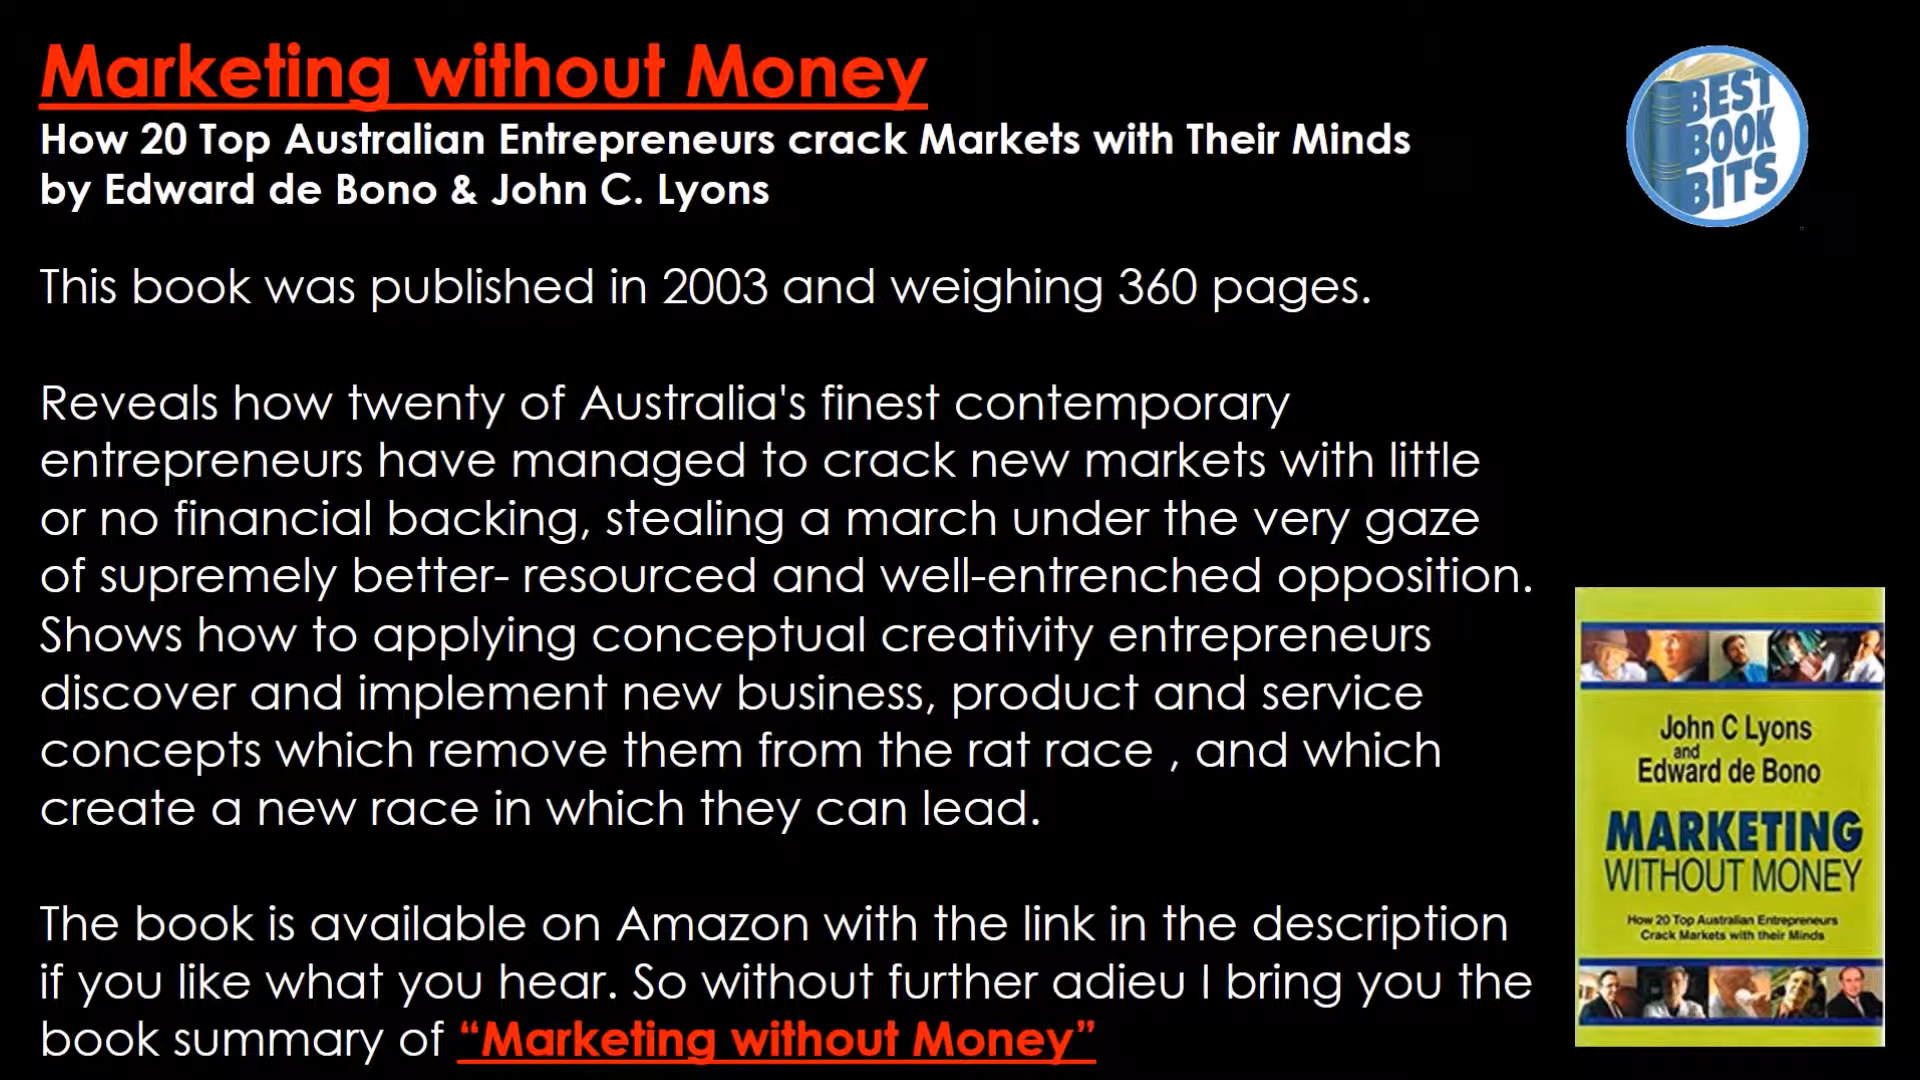 Marketing without Money
How 20 Top Australian Entrepreneurs crack Markets with Their Minds
by Edward de Bono & John C. Lyons
This book was published in 2003 and weighing 360 pages.
Reveals how twenty of Australia's finest contemporary
entrepreneurs have managed to crack new markets with little
or no financial backing, stealing a march under the very gaze
of supremely better- resourced and well-entrenched opposition.
Shows how to applying conceptual creativity entrepreneurs
discover and implement new business, product and service
concepts which remove them from the rat race , and which
create a new race in which they can lead.
The book is available on Amazon with the link in the description
if you like what you hear. So without further adieu I bring you the
book summary of “Marketing without Money”
BEST
BOOK
BITS
John C Lyons
and
Edward de Bono
MARKETING
WITHOUT MONEY
How 20 Top Australian Entrepreneurs
Crack Markets with their Minds